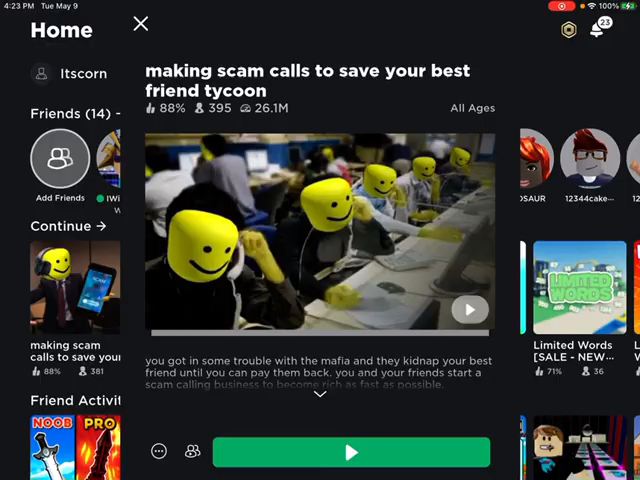 4:23 PM Tue May 9
100%
Home
23
Itscorn
making scam calls to save your best
friend tycoon
88% 395 26.1M
All Ages
Friends (14)
Add Friends
IWi
OSAUR
12344cake...
Continue →
making scam
calls to save your
88% 381
Limited Words
[SALE - NEW...
71% 36
LIMITED
WORDS
you got in some trouble with the mafia and they kidnap your best
friend until you can pay them back. you and your friends start a
scam calling business to become rich as fast as possible.
Friend Activit
NOOB PRO